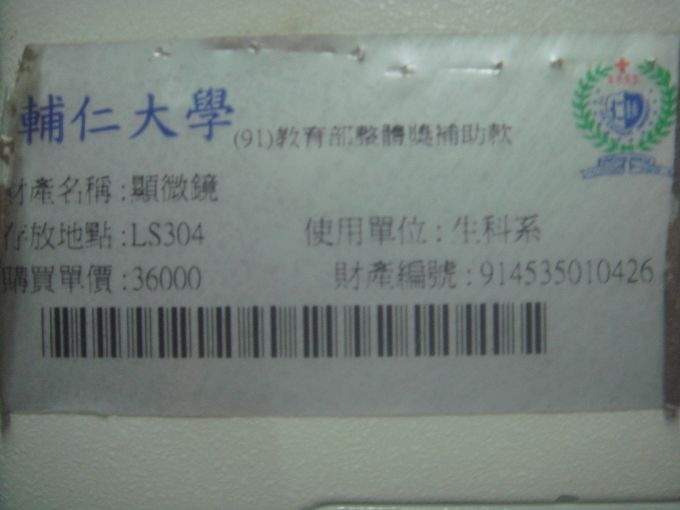 輔仁大學 (91)教育部整體獎補助款
財產名稱:顯微鏡
存放地點:LS304 使用單位:生科系
購買單價:36000 財產編號:914535010426